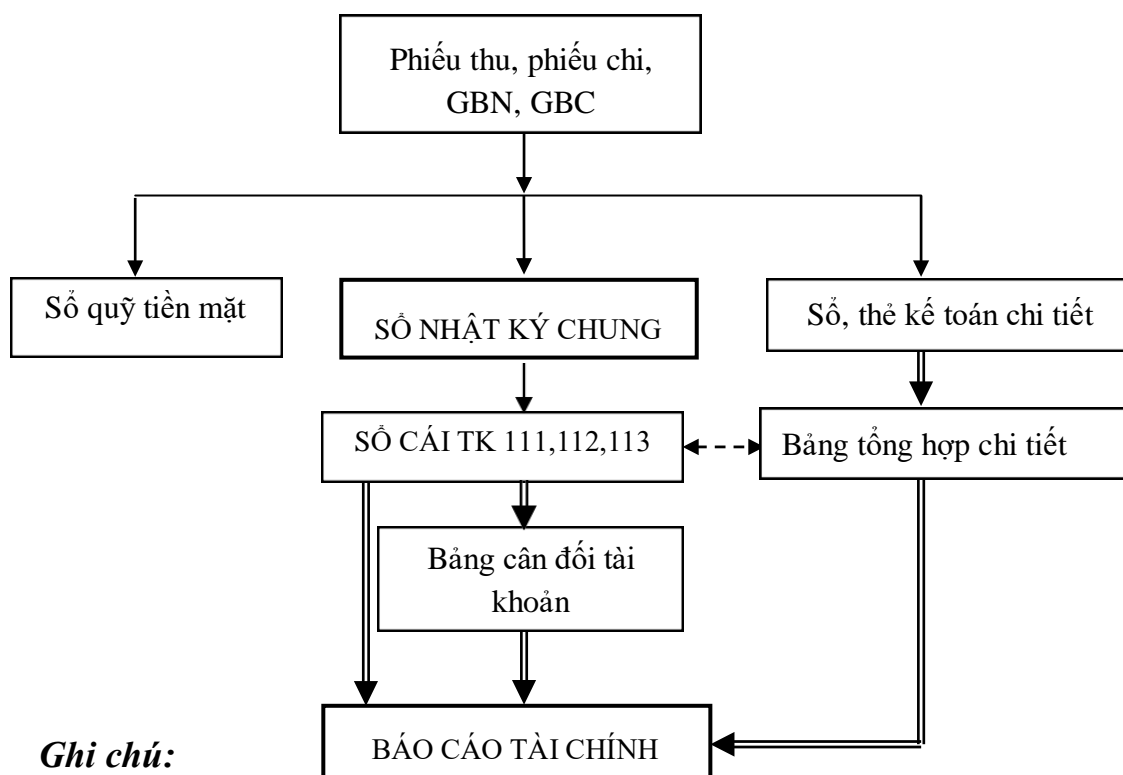 Phiếu thu, phiếu chi,
GBN, GBC
Sổ quỹ tiền mặt
SỔ NHẬT KÝ CHUNG
Sổ, thẻ kế toán chi tiết
SỔ CÁI TK 111,112,113
Bảng tổng hợp chi tiết
Bảng cân đối tài
khoản
BÁO CÁO TÀI CHÍNH
Ghi chú: